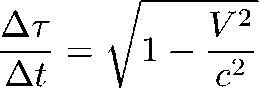 Δτ/Δt = √(1 − V²/c²)